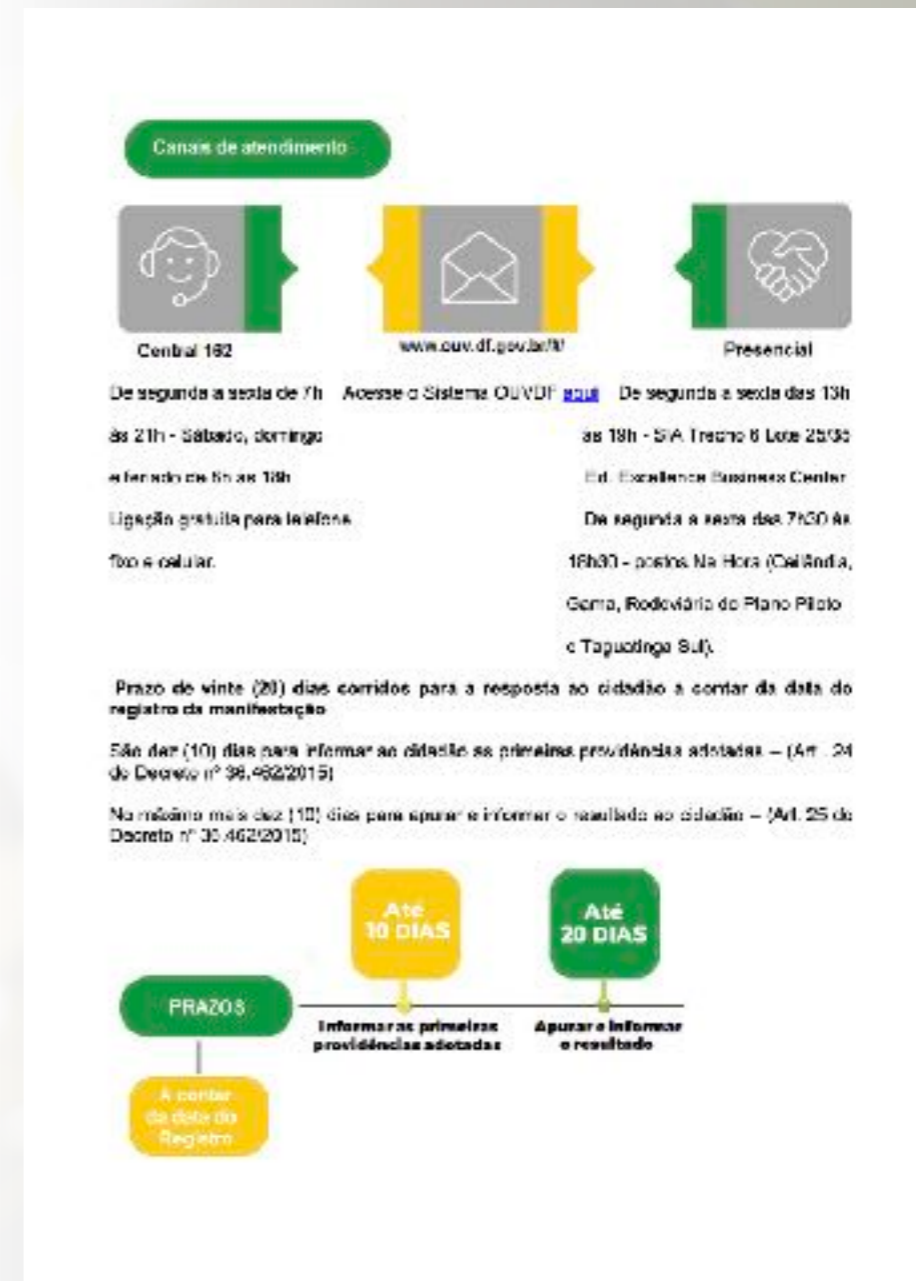 Canais de atendimento
Central 162
www.ouv.df.gov.br/#/
Presencial
De segunda a sexta de 7h
às 21h - Sábado, domingo
e feriado de 8h às 18h
Ligação gratuita para telefone
fixo e celular.
Acesse o Sistema OUVDF aqui
De segunda a sexta das 13h
às 19h - SIA Trecho 6 Lote 25/35
Ed. Excellence Business Center
De segunda a sexta das 7h30 às
18h30 - postos Na Hora (Ceilândia,
Gama, Rodoviária do Plano Piloto
e Taguatinga Sul).
Prazo de vinte (20) dias corridos para a resposta ao cidadão a contar da data do
registro da manifestação
São dez (10) dias para informar ao cidadão as primeiras providências adotadas – (Art. 24
do Decreto nº 36.462/2015)
No máximo mais dez (10) dias para apurar e informar o resultado ao cidadão – (Art. 25 do
Decreto nº 36.462/2015)
Até
10 DIAS
Até
20 DIAS
PRAZOS
Informar as primeiras
providências adotadas
Apurar e informar
o resultado
A contar
da data do
Registro